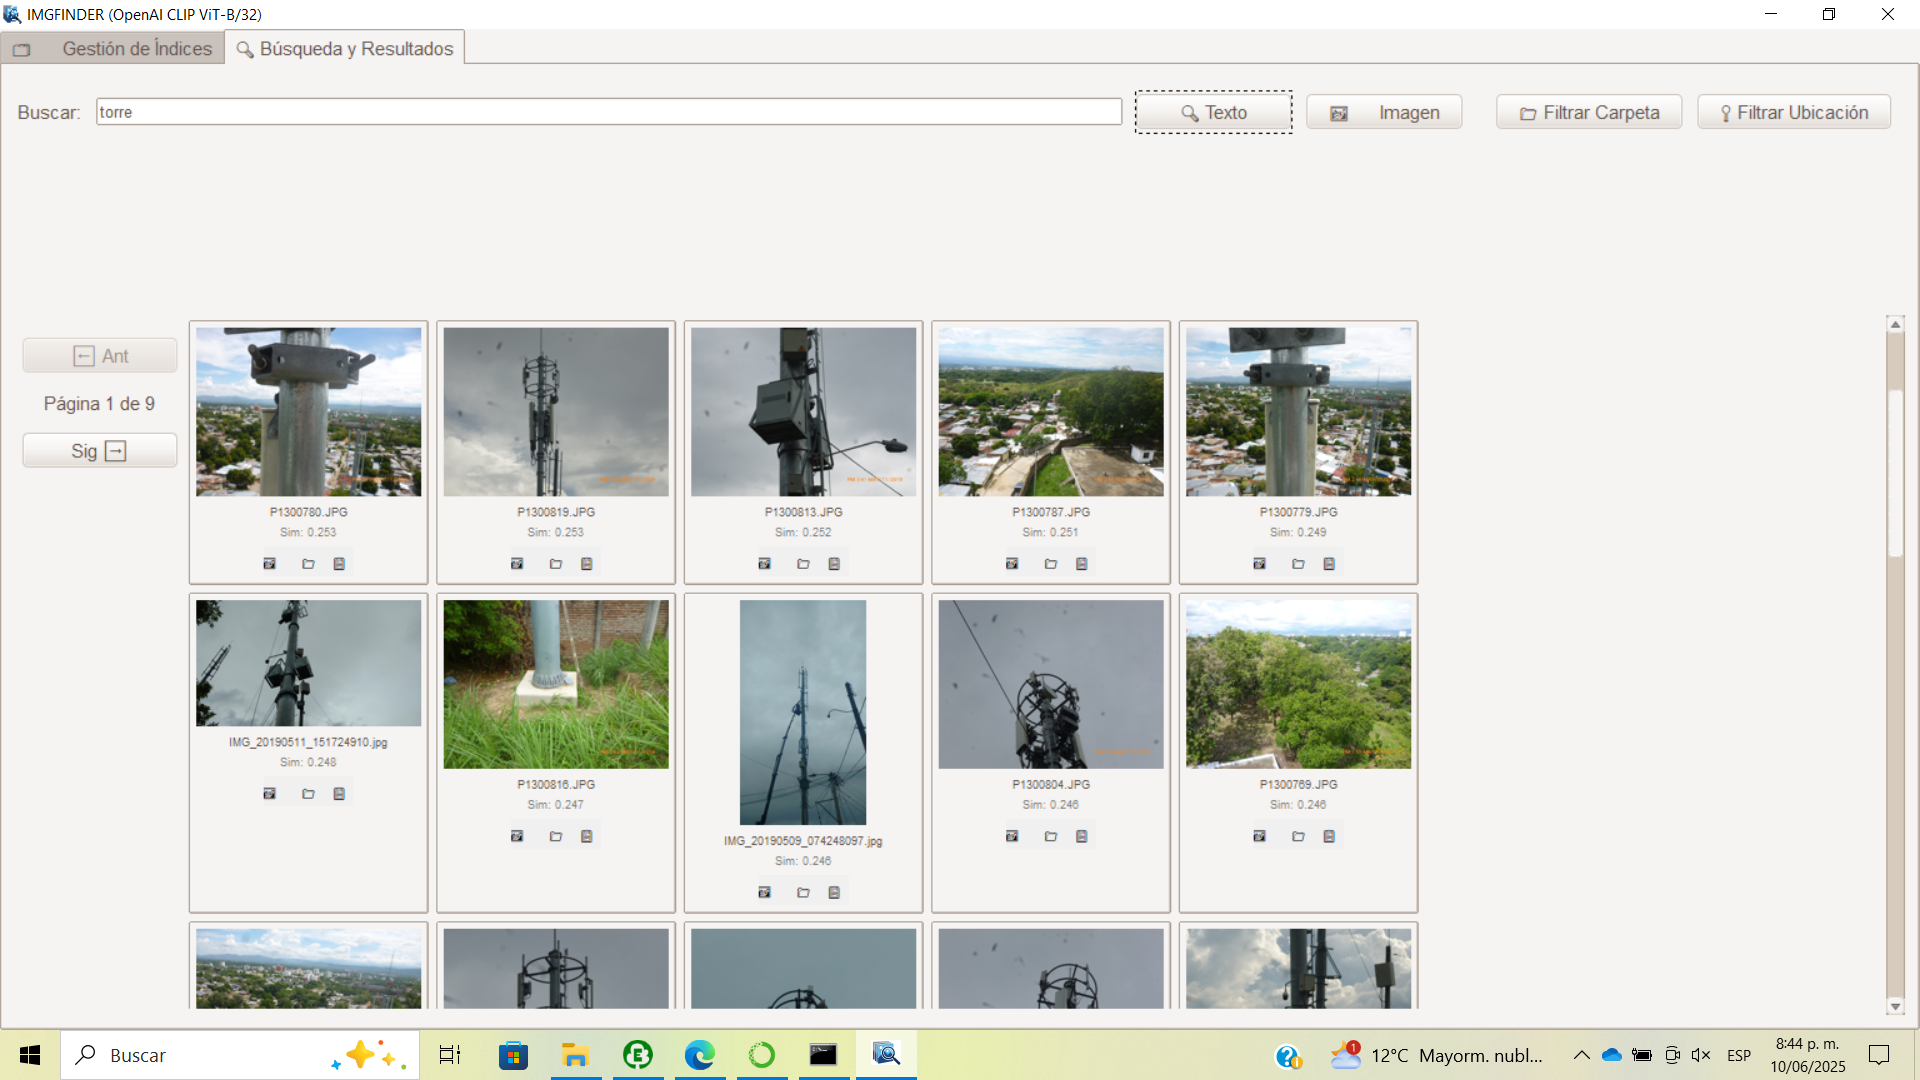 IMGFINDER (OpenAI CLIP ViT-B/32)
Gestión de Índices
Búsqueda y Resultados
Buscar: torre
Texto
Imagen
Filtrar Carpeta
Filtrar Ubicación
Ant
Página 1 de 9
Sig
P1300780.JPG
Sim: 0.253
P1300819.JPG
Sim: 0.253
P1300813.JPG
Sim: 0.252
P1300787.JPG
Sim: 0.251
P1300779.JPG
Sim: 0.249
IMG_20190511_151724910.jpg
Sim: 0.248
P1300816.JPG
Sim: 0.247
IMG_20190509_074248097.jpg
Sim: 0.246
P1300804.JPG
Sim: 0.246
P1300769.JPG
Sim: 0.246
Buscar
1
12°C Mayorm. nubl...
ESP
8:44 p. m.
10/06/2025